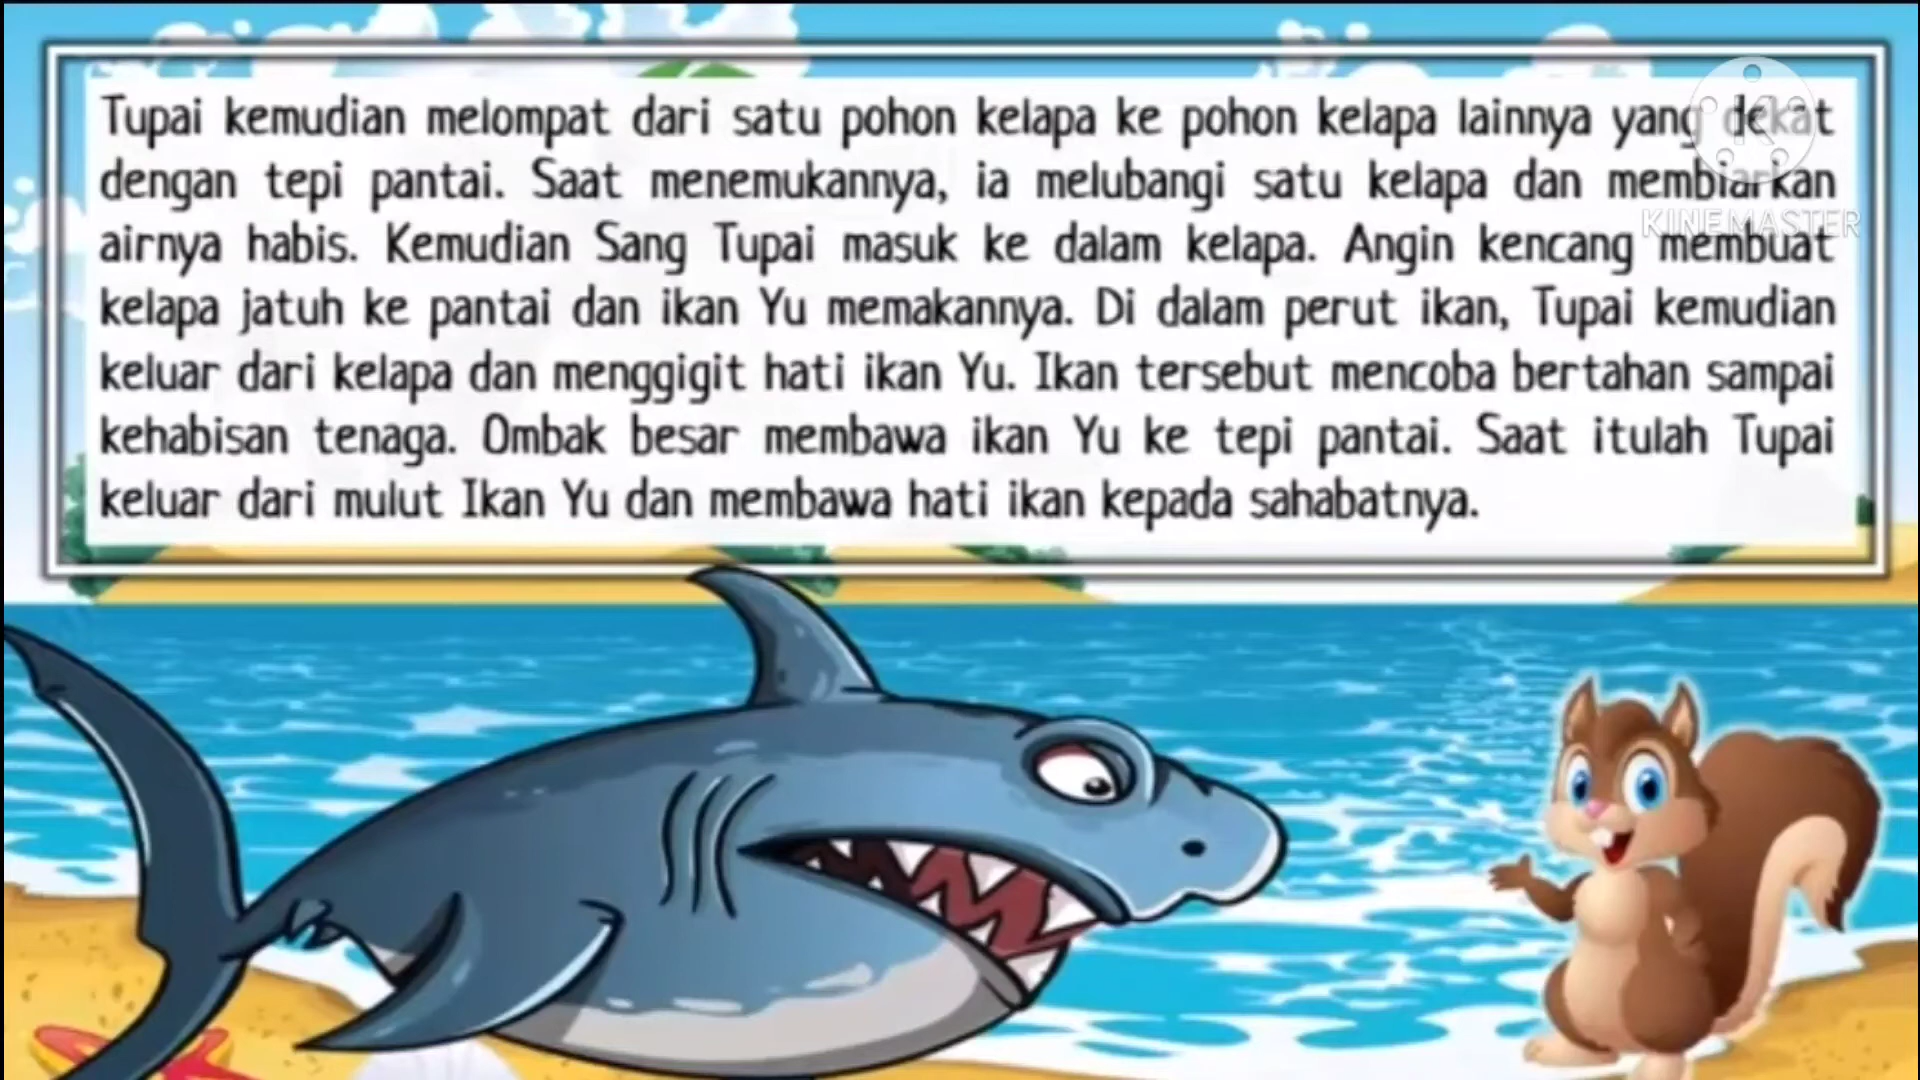 Tupai kemudian melompat dari satu pohon kelapa ke pohon kelapa lainnya yang dekat
dengan tepi pantai. Saat menemukannya, ia melubangi satu kelapa dan membiarkan
airnya habis. Kemudian Sang Tupai masuk ke dalam kelapa. Angin kencang membuat
kelapa jatuh ke pantai dan ikan Yu memakannya. Di dalam perut ikan, Tupai kemudian
keluar dari kelapa dan menggigit hati ikan Yu. Ikan tersebut mencoba bertahan sampai
kehabisan tenaga. Ombak besar membawa ikan Yu ke tepi pantai. Saat itulah Tupai
keluar dari mulut Ikan Yu dan membawa hati ikan kepada sahabatnya.
KINEMASTER